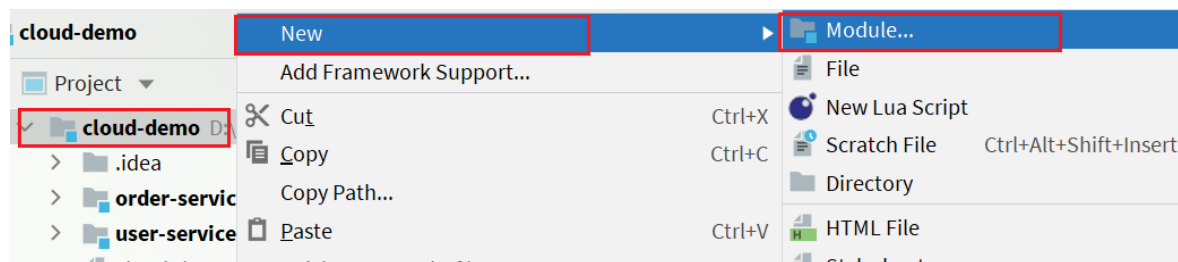 cloud-demo
Project
cloud-demo D:\
.idea
order-servic
user-service
New
Add Framework Support...
Cut Ctrl+X
Copy Ctrl+C
Copy Path...
Paste Ctrl+V
Module...
File
New Lua Script
Scratch File Ctrl+Alt+Shift+Insert
Directory
HTML File